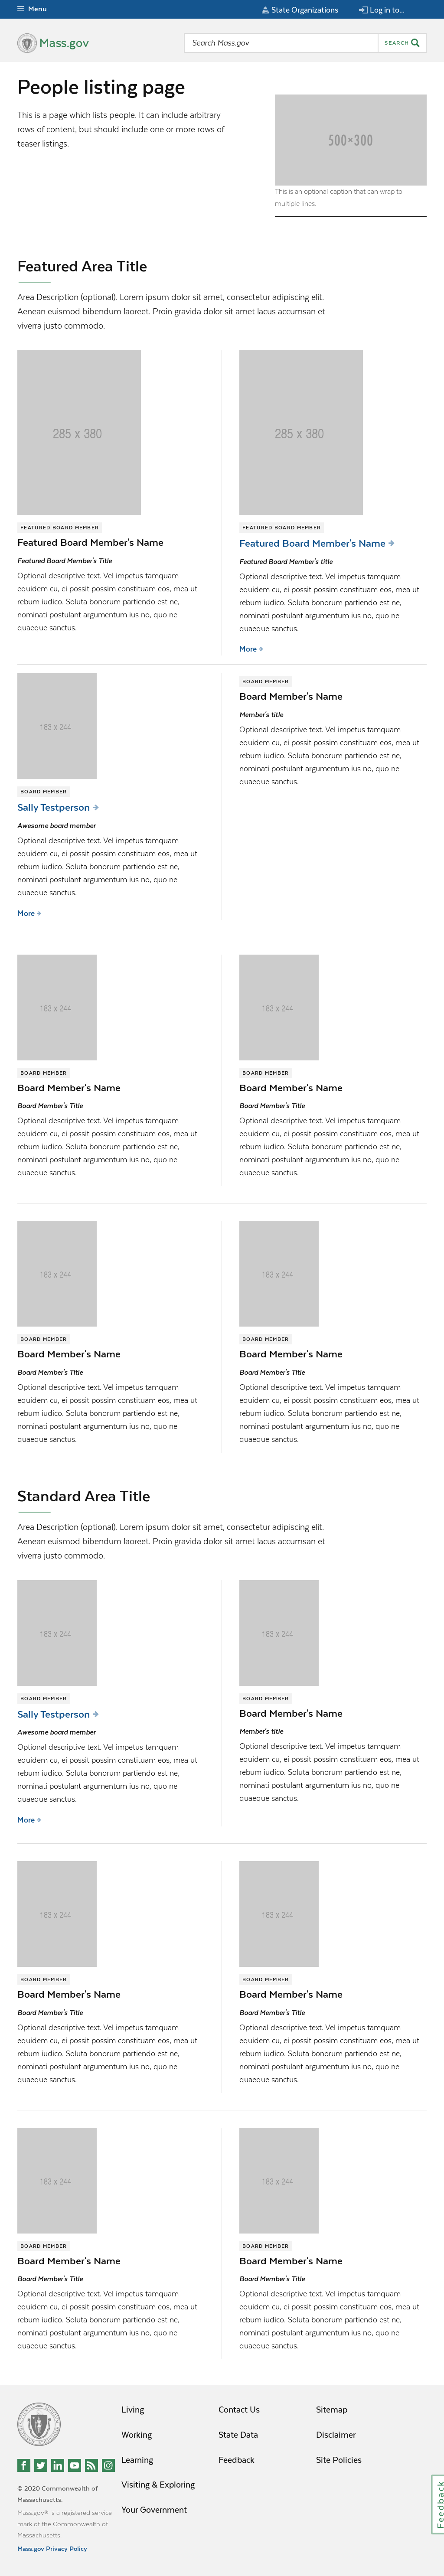 Menu
State Organizations
Log in to...
Mass.gov
Search Mass.gov
SEARCH
People listing page
This is a page which lists people. It can include arbitrary
rows of content, but should include one or more rows of
teaser listings.
500×300
This is an optional caption that can wrap to
multiple lines.
Featured Area Title
Area Description (optional). Lorem ipsum dolor sit amet, consectetur adipiscing elit.
Aenean euismod bibendum laoreet. Proin gravida dolor sit amet lacus accumsan et
viverra justo commodo.
285 x 380
FEATURED BOARD MEMBER
Featured Board Member's Name
Featured Board Member's Title
Optional descriptive text. Vel impetus tamquam
equidem cu, ei possit possim constituam eos, mea ut
rebum iudico. Soluta bonorum partiendo est ne,
nominati postulant argumentum ius no, quo ne
quaeque sanctus.
285 x 380
FEATURED BOARD MEMBER
Featured Board Member's Name
Featured Board Member's title
Optional descriptive text. Vel impetus tamquam
equidem cu, ei possit possim constituam eos, mea ut
rebum iudico. Soluta bonorum partiendo est ne,
nominati postulant argumentum ius no, quo ne
quaeque sanctus.
More
183 x 244
BOARD MEMBER
Sally Testperson
Awesome board member
Optional descriptive text. Vel impetus tamquam
equidem cu, ei possit possim constituam eos, mea ut
rebum iudico. Soluta bonorum partiendo est ne,
nominati postulant argumentum ius no, quo ne
quaeque sanctus.
More
BOARD MEMBER
Board Member's Name
Member's title
Optional descriptive text. Vel impetus tamquam
equidem cu, ei possit possim constituam eos, mea ut
rebum iudico. Soluta bonorum partiendo est ne,
nominati postulant argumentum ius no, quo ne
quaeque sanctus.
183 x 244
BOARD MEMBER
Board Member's Name
Board Member's Title
Optional descriptive text. Vel impetus tamquam
equidem cu, ei possit possim constituam eos, mea ut
rebum iudico. Soluta bonorum partiendo est ne,
nominati postulant argumentum ius no, quo ne
quaeque sanctus.
183 x 244
BOARD MEMBER
Board Member's Name
Board Member's Title
Optional descriptive text. Vel impetus tamquam
equidem cu, ei possit possim constituam eos, mea ut
rebum iudico. Soluta bonorum partiendo est ne,
nominati postulant argumentum ius no, quo ne
quaeque sanctus.
183 x 244
BOARD MEMBER
Board Member's Name
Board Member's Title
Optional descriptive text. Vel impetus tamquam
equidem cu, ei possit possim constituam eos, mea ut
rebum iudico. Soluta bonorum partiendo est ne,
nominati postulant argumentum ius no, quo ne
quaeque sanctus.
183 x 244
BOARD MEMBER
Board Member's Name
Board Member's Title
Optional descriptive text. Vel impetus tamquam
equidem cu, ei possit possim constituam eos, mea ut
rebum iudico. Soluta bonorum partiendo est ne,
nominati postulant argumentum ius no, quo ne
quaeque sanctus.
Standard Area Title
Area Description (optional). Lorem ipsum dolor sit amet, consectetur adipiscing elit.
Aenean euismod bibendum laoreet. Proin gravida dolor sit amet lacus accumsan et
viverra justo commodo.
183 x 244
BOARD MEMBER
Sally Testperson
Awesome board member
Optional descriptive text. Vel impetus tamquam
equidem cu, ei possit possim constituam eos, mea ut
rebum iudico. Soluta bonorum partiendo est ne,
nominati postulant argumentum ius no, quo ne
quaeque sanctus.
More
183 x 244
BOARD MEMBER
Board Member's Name
Member's title
Optional descriptive text. Vel impetus tamquam
equidem cu, ei possit possim constituam eos, mea ut
rebum iudico. Soluta bonorum partiendo est ne,
nominati postulant argumentum ius no, quo ne
quaeque sanctus.
183 x 244
BOARD MEMBER
Board Member's Name
Board Member's Title
Optional descriptive text. Vel impetus tamquam
equidem cu, ei possit possim constituam eos, mea ut
rebum iudico. Soluta bonorum partiendo est ne,
nominati postulant argumentum ius no, quo ne
quaeque sanctus.
183 x 244
BOARD MEMBER
Board Member's Name
Board Member's Title
Optional descriptive text. Vel impetus tamquam
equidem cu, ei possit possim constituam eos, mea ut
rebum iudico. Soluta bonorum partiendo est ne,
nominati postulant argumentum ius no, quo ne
quaeque sanctus.
183 x 244
BOARD MEMBER
Board Member's Name
Board Member's Title
Optional descriptive text. Vel impetus tamquam
equidem cu, ei possit possim constituam eos, mea ut
rebum iudico. Soluta bonorum partiendo est ne,
nominati postulant argumentum ius no, quo ne
quaeque sanctus.
183 x 244
BOARD MEMBER
Board Member's Name
Board Member's Title
Optional descriptive text. Vel impetus tamquam
equidem cu, ei possit possim constituam eos, mea ut
rebum iudico. Soluta bonorum partiendo est ne,
nominati postulant argumentum ius no, quo ne
quaeque sanctus.
© 2020 Commonwealth of
Massachusetts.
Mass.gov® is a registered service
mark of the Commonwealth of
Massachusetts.
Mass.gov Privacy Policy
Living
Working
Learning
Visiting & Exploring
Your Government
Contact Us
State Data
Feedback
Sitemap
Disclaimer
Site Policies
Feedback